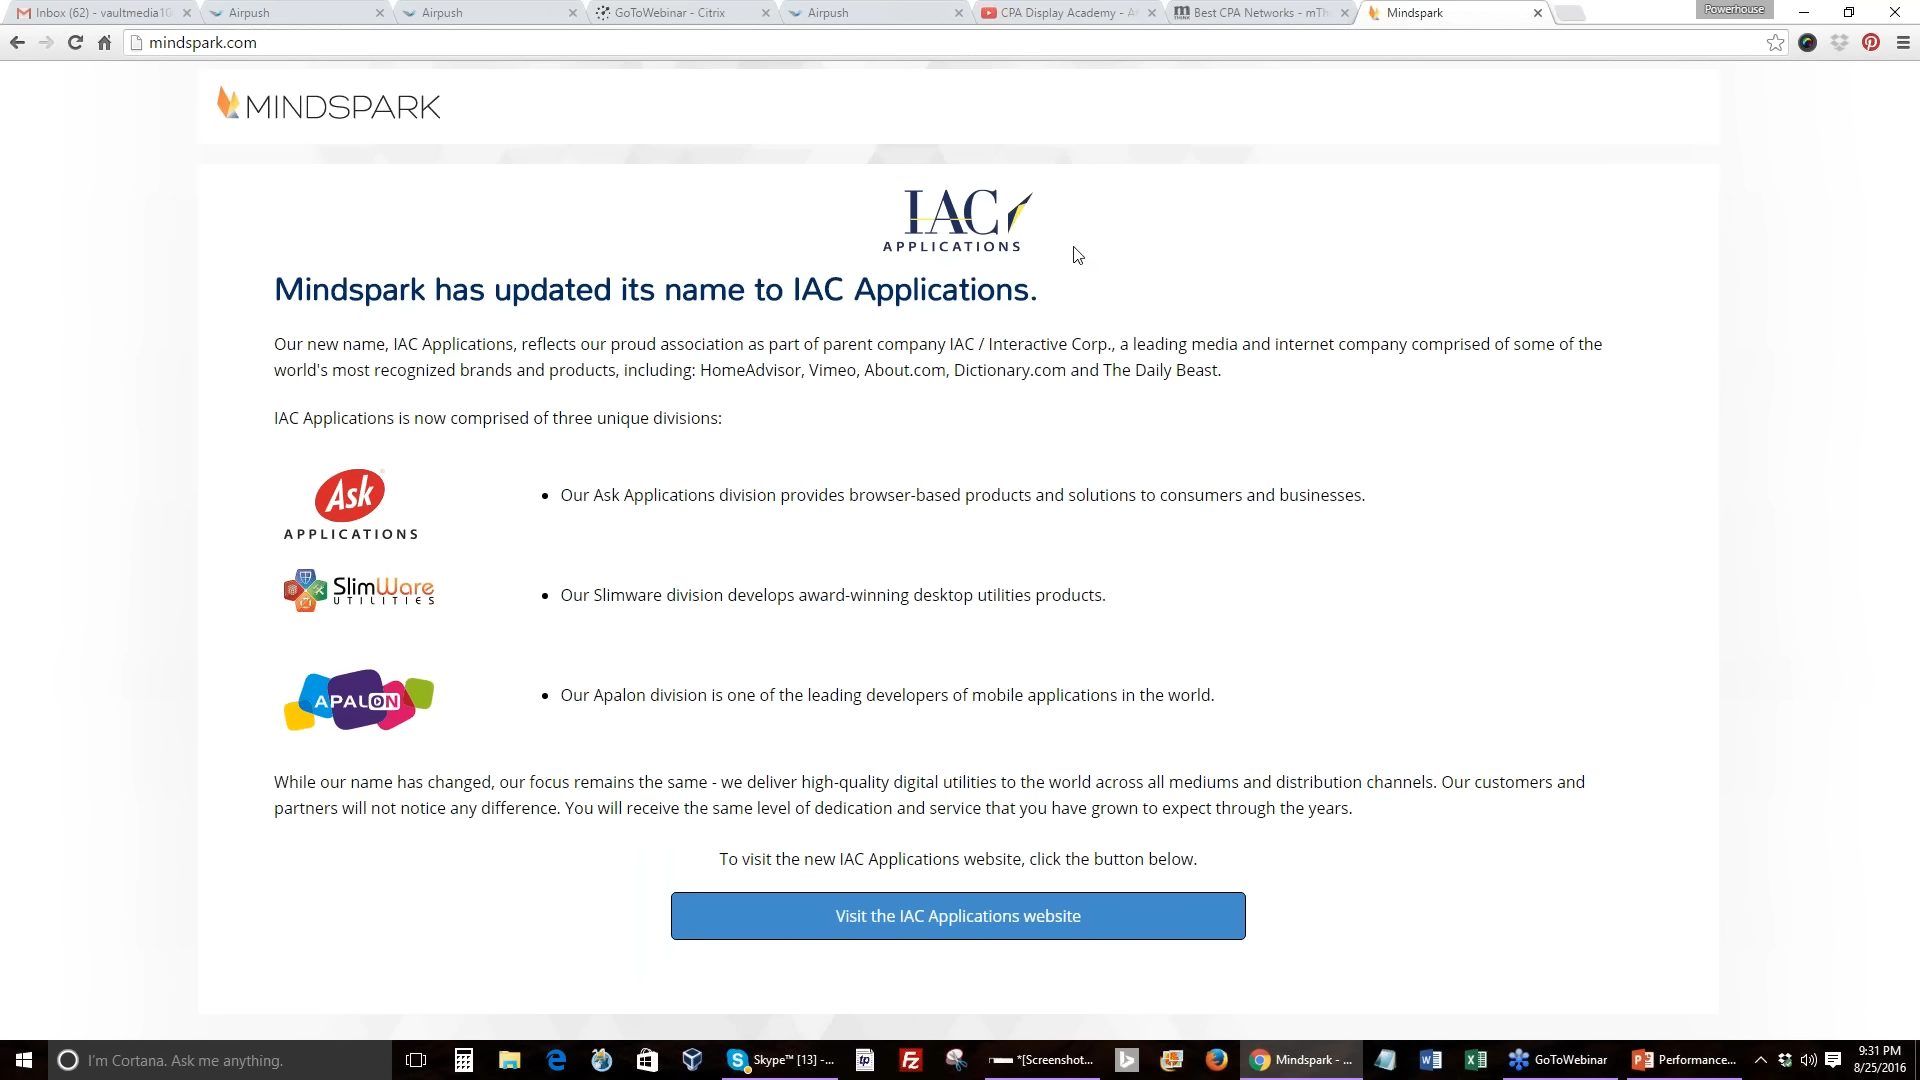 Inbox (62) - vaultmedia10
Airpush
Airpush
GoToWebinar - Citrix
Airpush
CPA Display Academy - A
Best CPA Networks - mTh
Mindspark
Powerhouse
mindspark.com
MINDSPARK
IAC
APPLICATIONS
Mindspark has updated its name to IAC Applications.
Our new name, IAC Applications, reflects our proud association as part of parent company IAC / Interactive Corp., a leading media and internet company comprised of some of the
world's most recognized brands and products, including: HomeAdvisor, Vimeo, About.com, Dictionary.com and The Daily Beast.
IAC Applications is now comprised of three unique divisions:
Ask
APPLICATIONS
• Our Ask Applications division provides browser-based products and solutions to consumers and businesses.
SlimWare
UTILITIES
• Our Slimware division develops award-winning desktop utilities products.
APALON
• Our Apalon division is one of the leading developers of mobile applications in the world.
While our name has changed, our focus remains the same - we deliver high-quality digital utilities to the world across all mediums and distribution channels. Our customers and
partners will not notice any difference. You will receive the same level of dedication and service that you have grown to expect through the years.
To visit the new IAC Applications website, click the button below.
Visit the IAC Applications website
I'm Cortana. Ask me anything.
Skype™ [13] -...
tp
*[Screenshot...
Mindspark - ...
GoToWebinar
Performance...
9:31 PM
8/25/2016